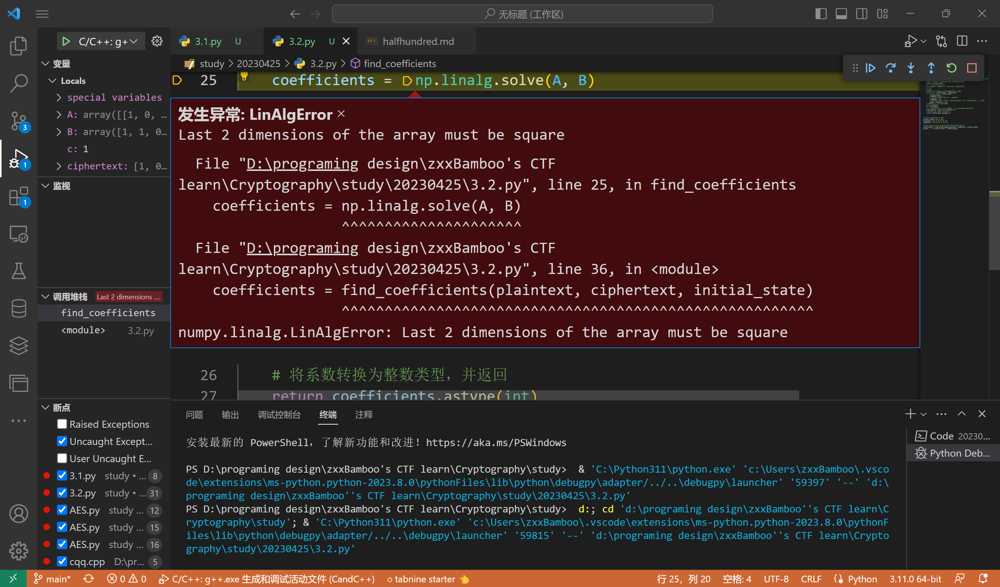 无标题 (工作区)
C/C++: g+
3.1.py U
3.2.py U
halfhundred.md
变量
study > 20230425 > 3.2.py > find_coefficients
Locals
special variables
A: array([[1, 0, …
B: array([1, 1, 0…
c: 1
ciphertext: [1, 0…
监视
调用堆栈 Last 2 dimensions …
find_coefficients
<module> 3.2.py
断点
Raised Exceptions
Uncaught Except…
User Uncaught E…
3.1.py study • … 8
3.2.py study • … 31
AES.py study … 12
AES.py study … 15
AES.py study … 16
cqq.cpp D:\pr… 5
3
1
1
25 coefficients = np.linalg.solve(A, B)
发生异常: LinAlgError
Last 2 dimensions of the array must be square
File "D:\programing design\zxxBamboo's CTF
learn\Cryptography\study\20230425\3.2.py", line 25, in find_coefficients
coefficients = np.linalg.solve(A, B)
^^^^^^^^^^^^^^^^^^^^^
File "D:\programing design\zxxBamboo's CTF
learn\Cryptography\study\20230425\3.2.py", line 36, in <module>
coefficients = find_coefficients(plaintext, ciphertext, initial_state)
^^^^^^^^^^^^^^^^^^^^^^^^^^^^^^^^^^^^^^^^^^^^^^^^^^^^^^^
numpy.linalg.LinAlgError: Last 2 dimensions of the array must be square
26 # 将系数转换为整数类型，并返回
27 return coefficients.astype(int)
问题 输出 调试控制台 终端 注释
安装最新的 PowerShell，了解新功能和改进！https://aka.ms/PSWindows
PS D:\programing design\zxxBamboo's CTF learn\Cryptography\study>  & 'C:\Python311\python.exe' 'c:\Users\zxxBamboo\.vsco
de\extensions\ms-python.python-2023.8.0\pythonFiles\lib\python\debugpy\adapter/../..\debugpy\launcher' '59397' '--' 'd:\
programing design\zxxBamboo''s CTF learn\Cryptography\study\20230425\3.2.py'
PS D:\programing design\zxxBamboo's CTF learn\Cryptography\study>  d:; cd 'd:\programing design\zxxBamboo''s CTF learn\C
ryptography\study'; & 'C:\Python311\python.exe' 'c:\Users\zxxBamboo\.vscode\extensions\ms-python.python-2023.8.0\pythonF
iles\lib\python\debugpy\adapter/../..\debugpy\launcher' '59815' '--' 'd:\programing design\zxxBamboo''s CTF learn\Crypto
graphy\study\20230425\3.2.py'
Code 20230…
Python Deb…
main* 0 0 C/C++: g++.exe 生成和调试活动文件 (CandC++) tabnine starter 👈 行 25，列 20 空格: 4 UTF-8 CRLF Python 3.11.0 64-bit